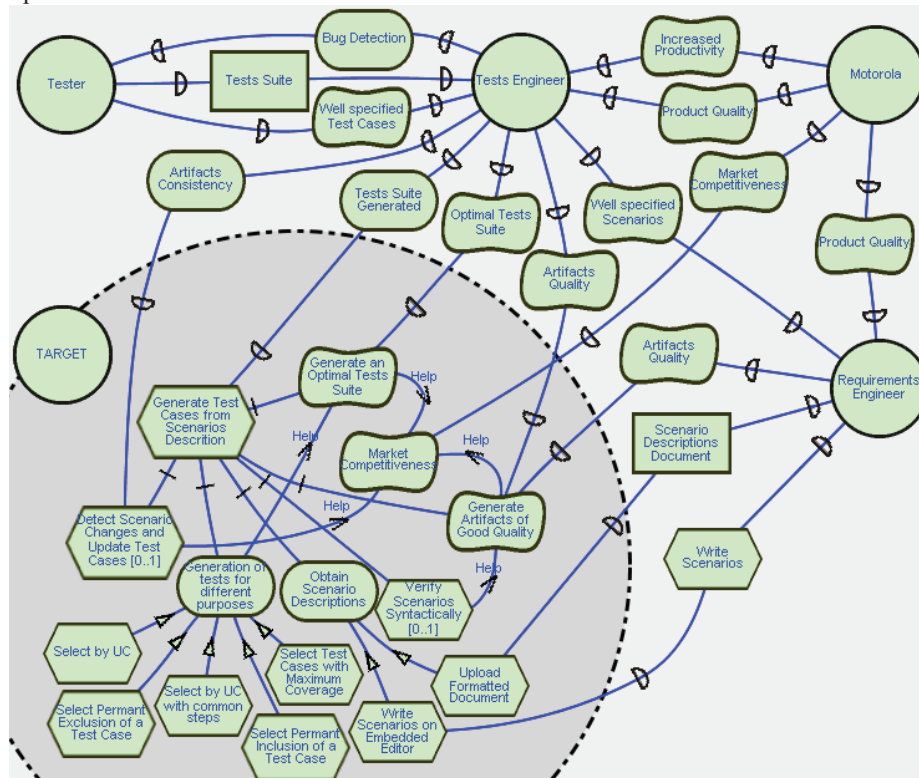 Bug Detection
Increased
Productivity
Tester
Tests Suite
Tests Engineer
Motorola
Well specified
Test Cases
Product Quality
Artifacts
Consistency
Tests Suite
Generated
Optimal Tests
Suite
Well specified
Scenarios
Market
Competitiveness
Product Quality
Artifacts
Quality
TARGET
Generate an
Optimal Tests
Suite
Help
Artifacts
Quality
Requirements
Engineer
Generate Test
Cases from
Scenarios
Descrition
Help
Market
Competitiveness
Help
Scenario
Descriptions
Document
Detect Scenario
Changes and
Update Test
Cases [0..1]
Help
Generate
Artifacts of
Good Quality
Write
Scenarios
Generation of
tests for
different
purposes
Obtain
Scenario
Descriptions
Verify
Scenarios
Syntactically
[0..1]
Help
Select by UC
Select Test
Cases with
Maximum
Coverage
Upload
Formatted
Document
Select Permant
Exclusion of a
Test Case
Select by UC
with common
steps
Select Permant
Inclusion of a
Test Case
Write
Scenarios on
Embedded
Editor